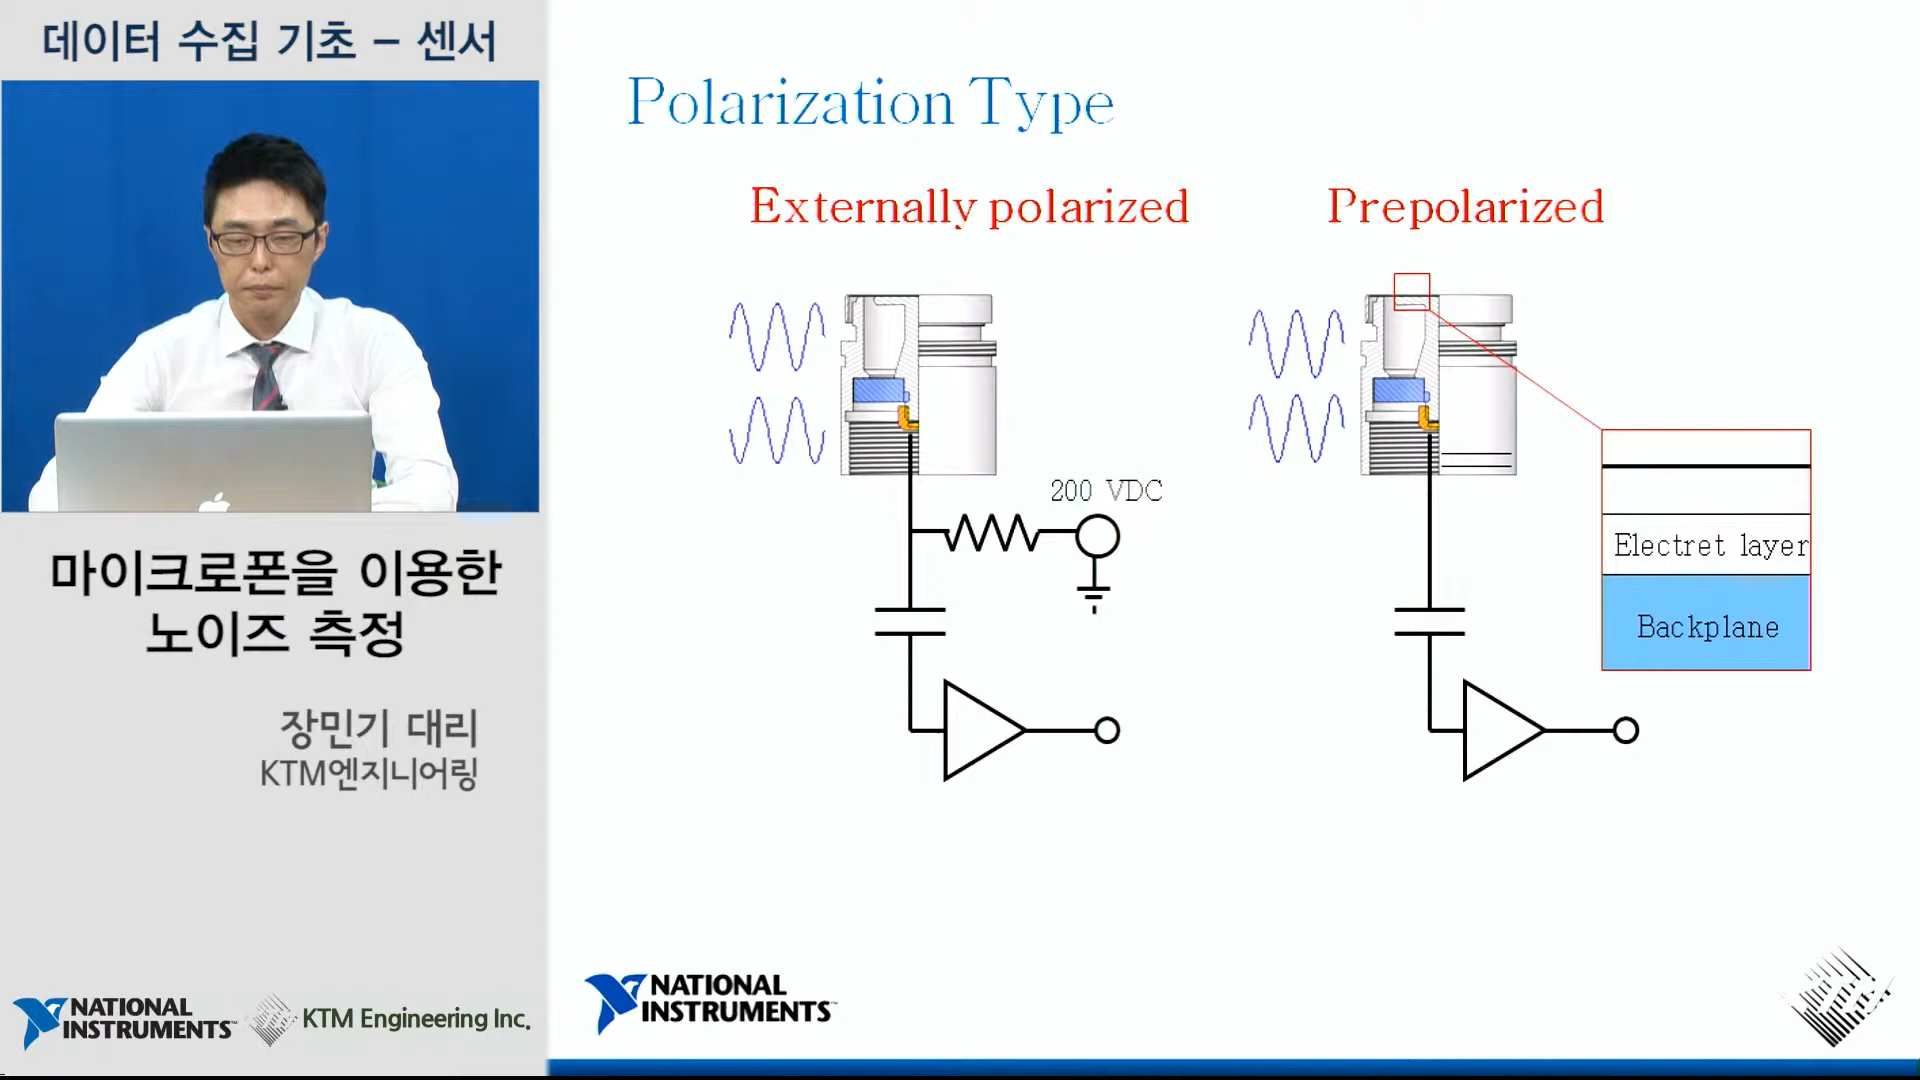 데이터 수집 기초 – 센서
마이크로폰을 이용한
노이즈 측정
장민기 대리
KTM엔지니어링
NATIONAL
INSTRUMENTS
KTM Engineering Inc.
Polarization Type
Externally polarized
Prepolarized
200 VDC
Electret layer
Backplane
NATIONAL
INSTRUMENTS